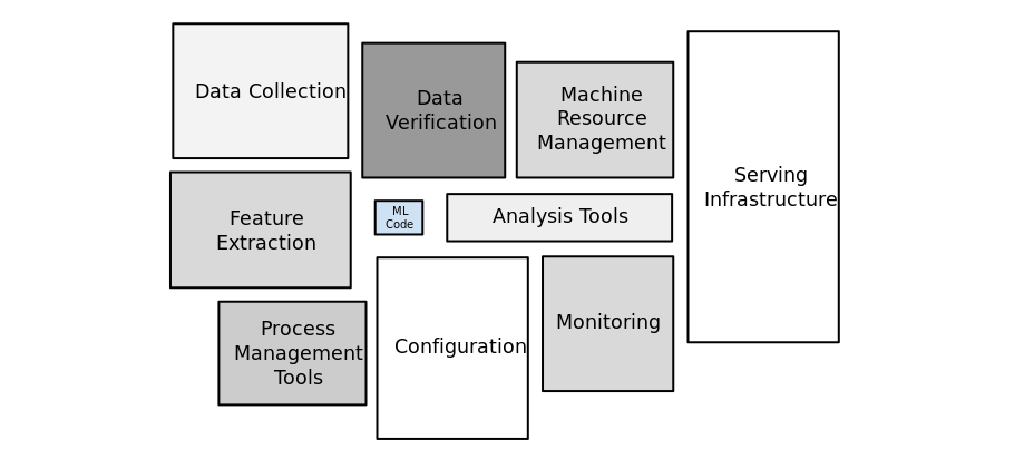 Data Collection
Data
Verification
Machine
Resource
Management
Serving
Infrastructure
Feature
Extraction
ML
Code
Analysis Tools
Process
Management
Tools
Configuration
Monitoring